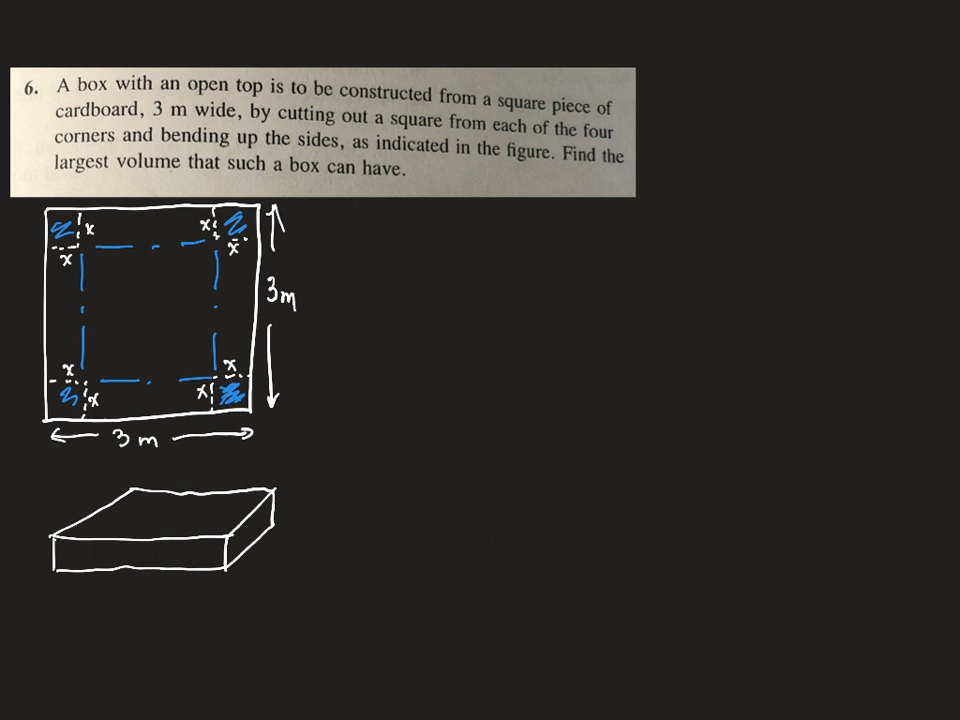 6. A box with an open top is to be constructed from a square piece of
cardboard, 3 m wide, by cutting out a square from each of the four
corners and bending up the sides, as indicated in the figure. Find the
largest volume that such a box can have.
x x
x x
3m
x x
x x
3 m